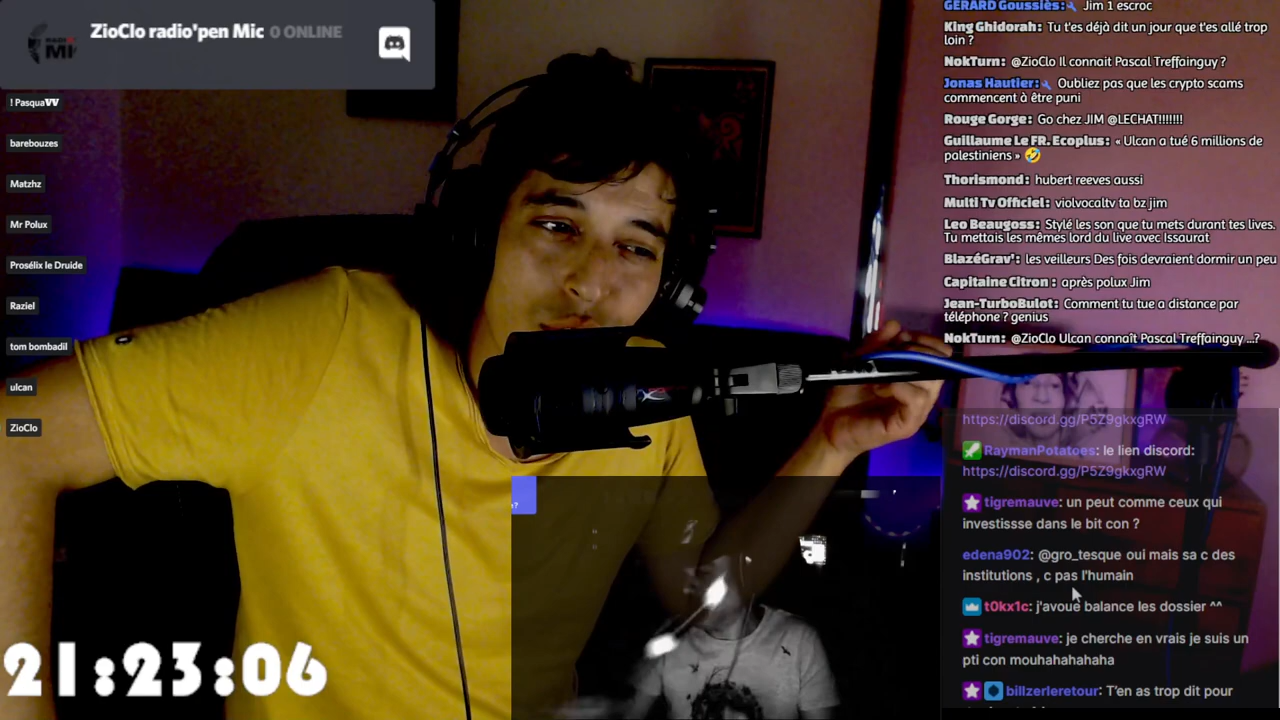 ZioClo radio'pen Mic 0 ONLINE
! PasquaVV
barebouzes
Matzhz
Mr Polux
Prosélix le Druide
Raziel
tom bombadil
ulcan
ZioClo
21:23:06
GÉRARD Goussiès: Jim 1 escroc
King Ghidorah: Tu t'es déjà dit un jour que t'es allé trop
loin ?
NokTurn: @ZioClo Il connait Pascal Treffainguy ?
Jonas Hautier: Oubliez pas que les crypto scams
commencent à être puni
Rouge Gorge: Go chez JIM @LECHAT!!!!!!!
Guillaume Le FR. Ecoplus: « Ulcan a tué 6 millions de
palestiniens » 🤣
Thorismond: hubert reeves aussi
Multi Tv Officiel: violvocaltv ta bz jim
Leo Beaugoss: Stylé les son que tu mets durant tes lives.
Tu mettais les mêmes lord du live avec Issaurat
BlazéGrav': les veilleurs Des fois devraient dormir un peu
Capitaine Citron: après polux Jim
Jean-TurboBulot: Comment tu tue a distance par
téléphone ? genius
NokTurn: @ZioClo Ulcan connaît Pascal Treffainguy ...?
https://discord.gg/P5Z9gkxgRW
RaymanPotatoes: le lien discord:
https://discord.gg/P5Z9gkxgRW
tigremauve: un peut comme ceux qui
investissse dans le bit con ?
edena902: @gro_tesque oui mais sa c des
institutions , c pas l'humain
t0kx1c: j'avoue balance les dossier ^^
tigremauve: je cherche en vrais je suis un
pti con mouhahahahaha
billzerleretour: T'en as trop dit pour